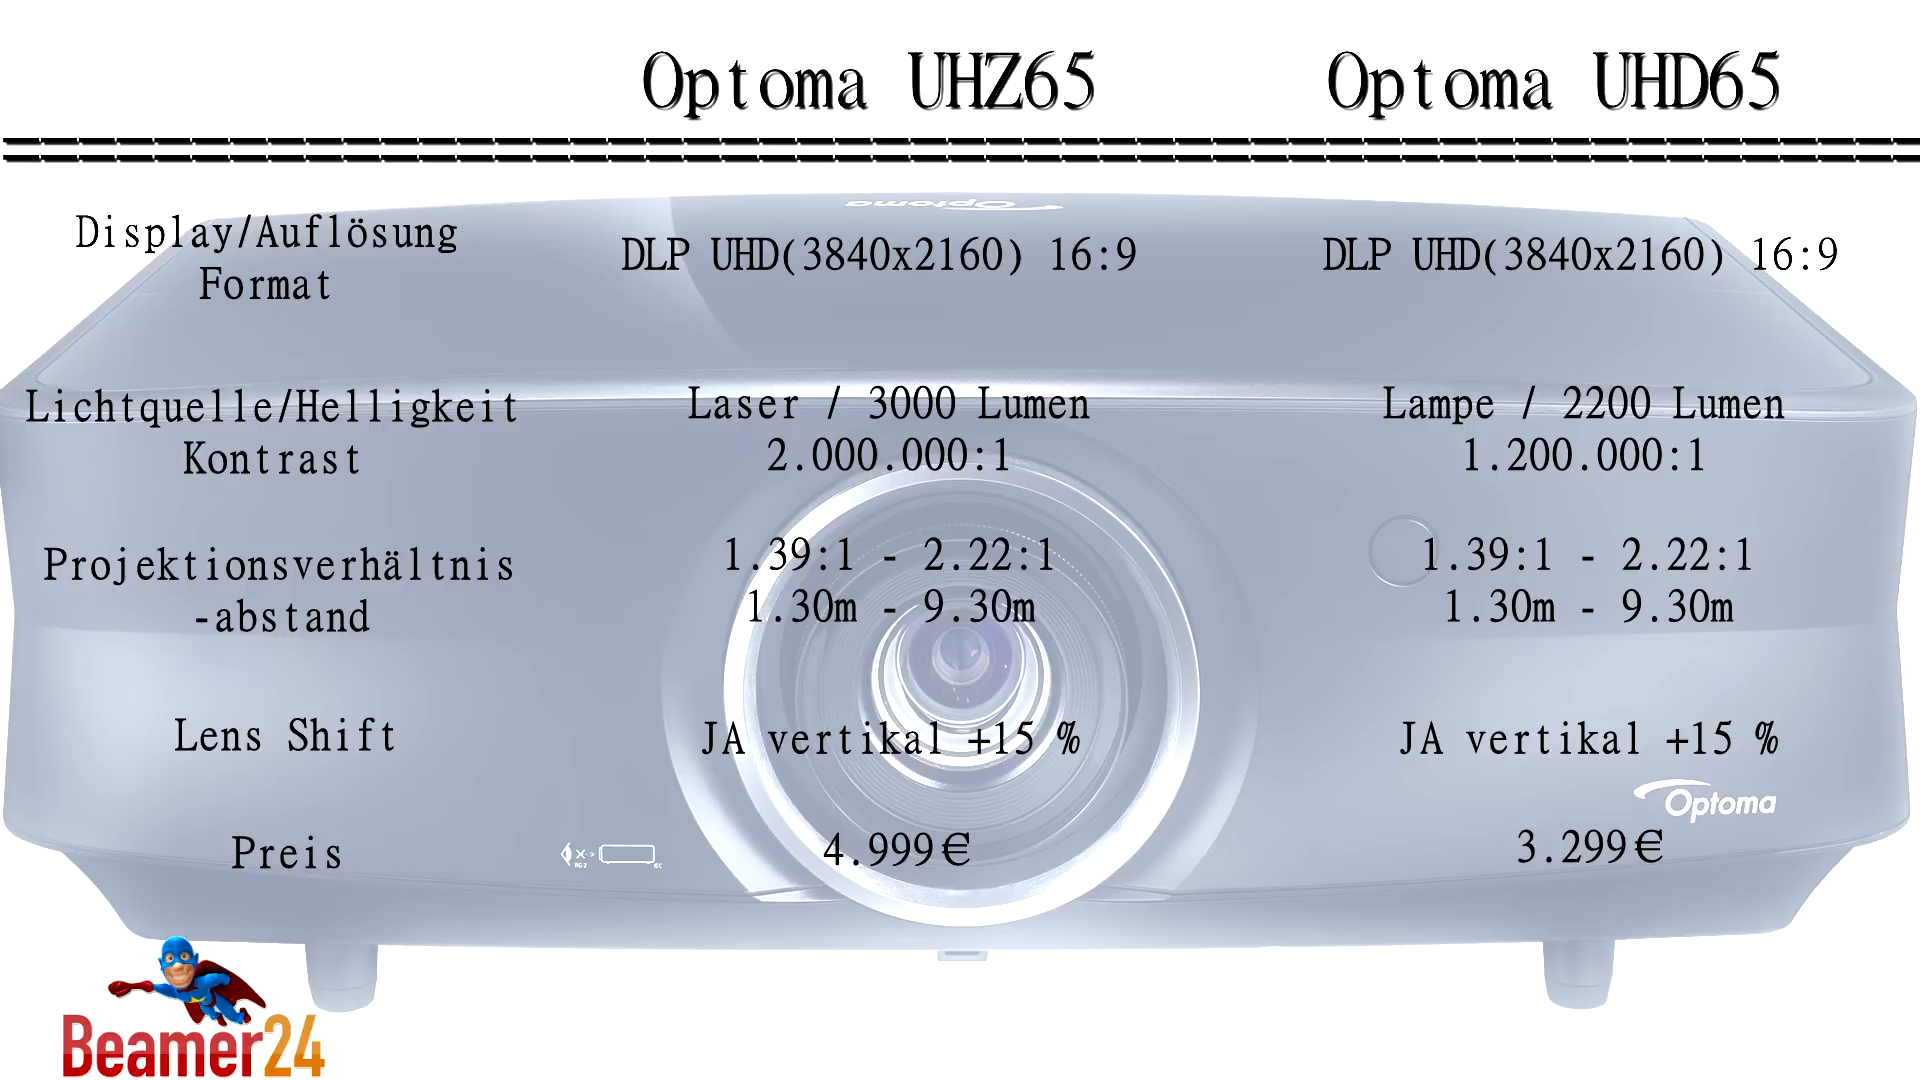 Optoma UHZ65 Optoma UHD65
Optoma
Display/Auflösung
Format
DLP UHD(3840x2160) 16:9
DLP UHD(3840x2160) 16:9
Lichtquelle/Helligkeit
Kontrast
Laser / 3000 Lumen
2.000.000:1
Lampe / 2200 Lumen
1.200.000:1
Projektionsverhältnis
-abstand
1.39:1 - 2.22:1
1.30m - 9.30m
1.39:1 - 2.22:1
1.30m - 9.30m
Lens Shift
JA vertikal +15 %
JA vertikal +15 %
Optoma
Preis
4.999€
3.299€
RG2
IEC
Beamer24